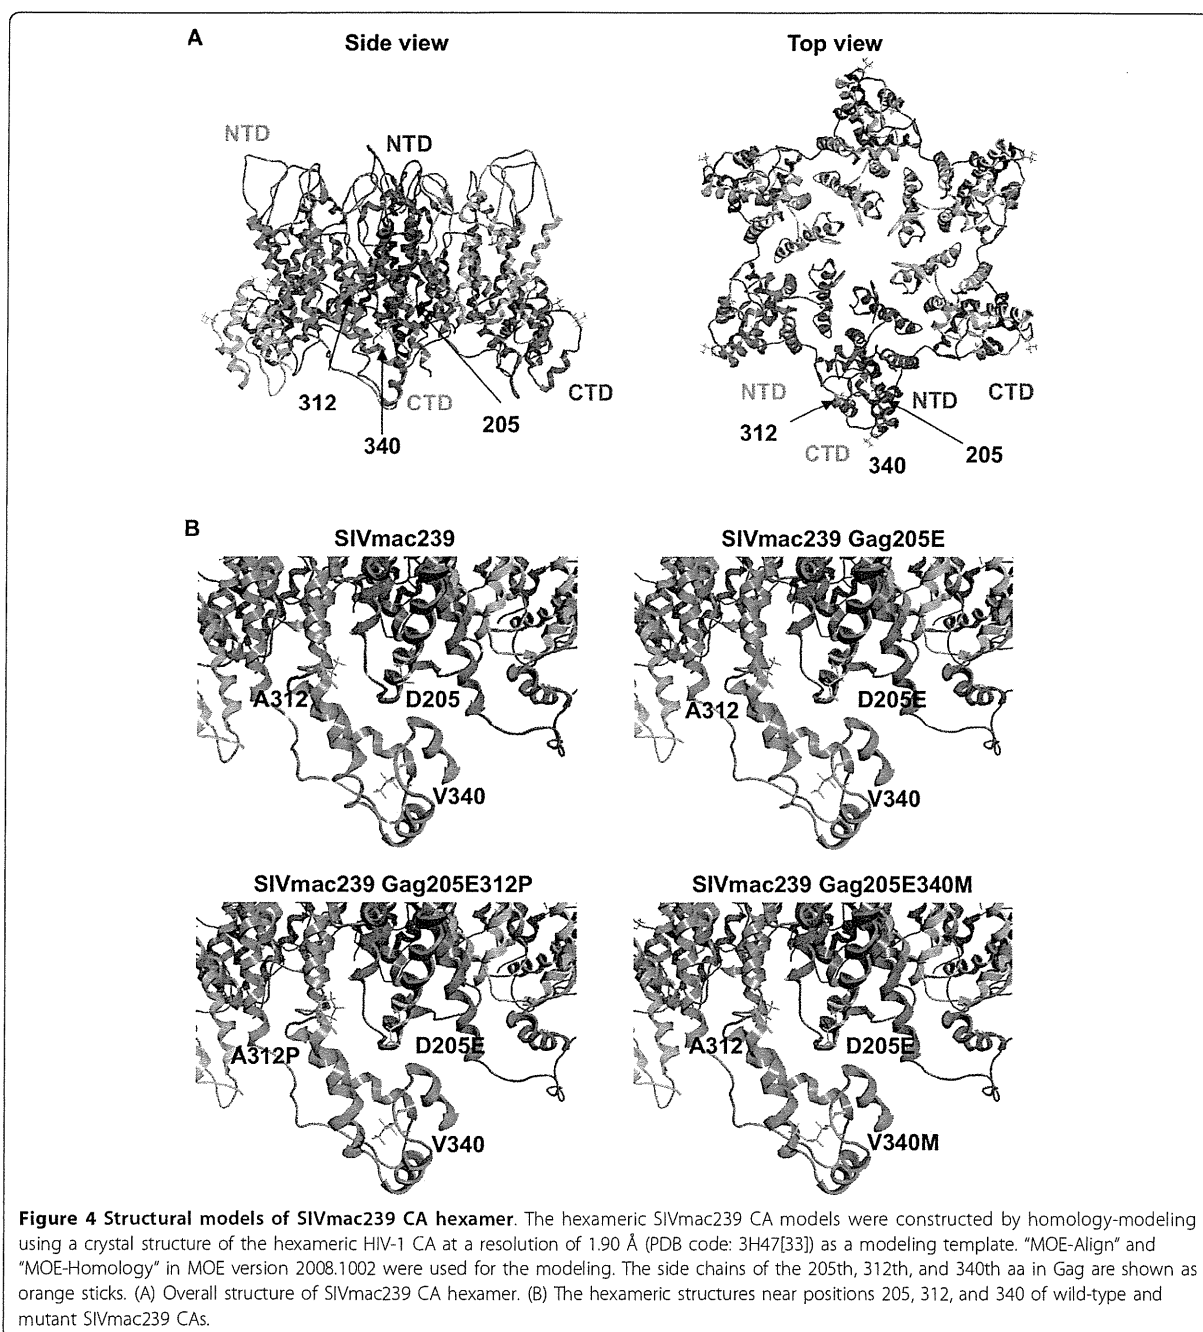 A
Side view
Top view
NTD
NTD
312
CTD
205
CTD
340
NTD
NTD
CTD
312
CTD
340
205
B
SIVmac239
SIVmac239 Gag205E
A312
D205
V340
A312
D205E
V340
SIVmac239 Gag205E312P
SIVmac239 Gag205E340M
A312P
D205E
V340
A312
D205E
V340M
Figure 4 Structural models of SIVmac239 CA hexamer. The hexameric SIVmac239 CA models were constructed by homology-modeling
using a crystal structure of the hexameric HIV-1 CA at a resolution of 1.90 Å (PDB code: 3H47[33]) as a modeling template. "MOE-Align" and
"MOE-Homology" in MOE version 2008.1002 were used for the modeling. The side chains of the 205th, 312th, and 340th aa in Gag are shown as
orange sticks. (A) Overall structure of SIVmac239 CA hexamer. (B) The hexameric structures near positions 205, 312, and 340 of wild-type and
mutant SIVmac239 CAs.